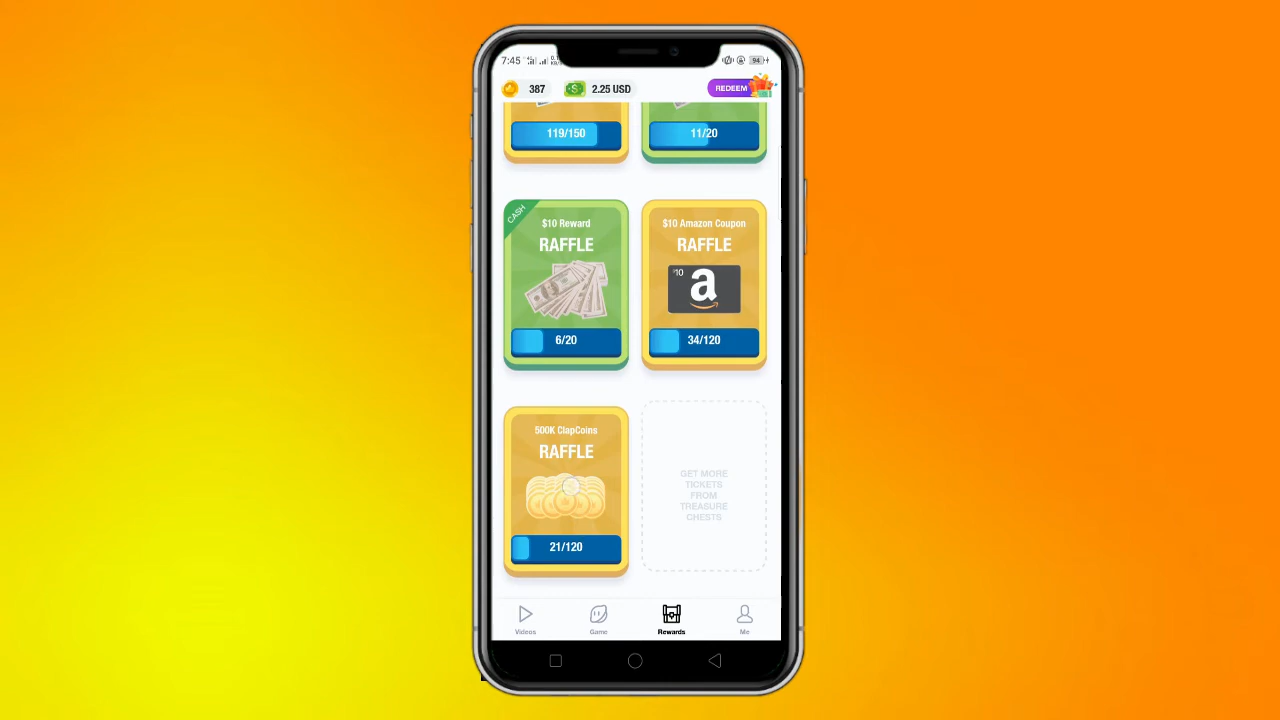 7:45
94
387
2.25 USD
REDEEM
119/150
11/20
CASH
$10 Reward
RAFFLE
6/20
$10 Amazon Coupon
RAFFLE
$10
a
34/120
500K ClapCoins
RAFFLE
21/120
GET MORE
TICKETS
FROM
TREASURE
CHESTS
Videos
Game
Rewards
Me